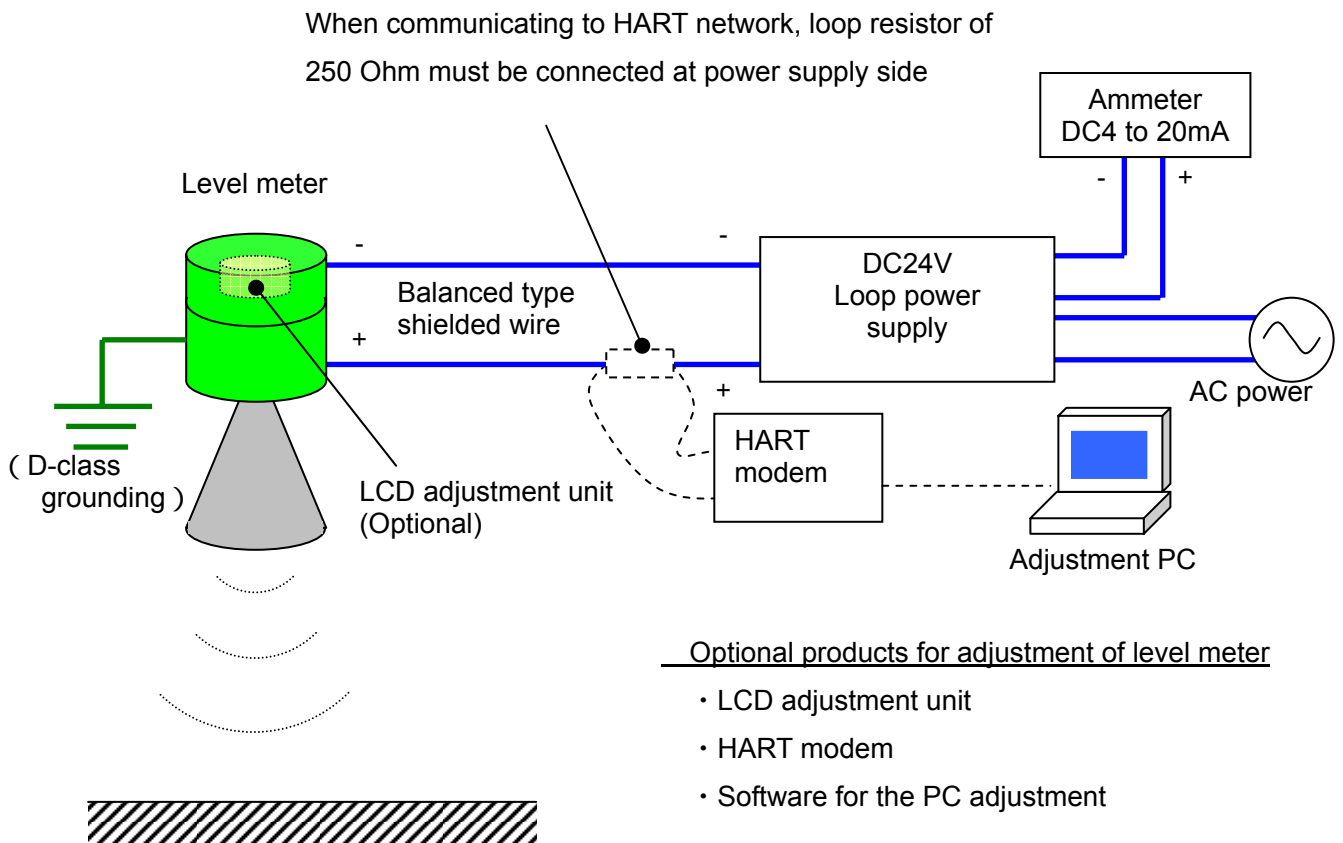 When communicating to HART network, loop resistor of
250 Ohm must be connected at power supply side
Ammeter
DC4 to 20mA
- +
Level meter
-
-
DC24V
Loop power
supply
Balanced type
shielded wire
+
+
AC power
HART
modem
( D-class
grounding )
LCD adjustment unit
(Optional)
Adjustment PC
Optional products for adjustment of level meter
・LCD adjustment unit
・HART modem
・Software for the PC adjustment